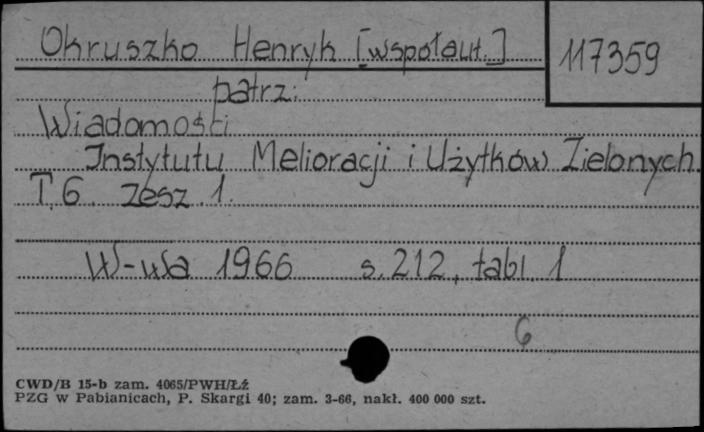 Okruszko Henryk [współaut.]
117359
patrz:
Wiadomości
Instytutu Melioracji i Użytków Zielonych.
T. 6. zesz. 1.
W-wa 1966 s. 212, tabl. 1
6
CWD/B 15-b zam. 4065/PWH/Łź
PZG w Pabianicach, P. Skargi 40; zam. 3-66, nakł. 400 000 szt.